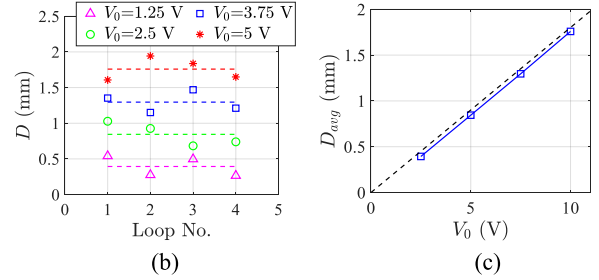 V₀=1.25 V V₀=3.75 V
V₀=2.5 V V₀=5 V
2.5
2
1.5
1
0.5
0
D (mm)
0 1 2 3 4 5
Loop No.
(b)
2
1.5
1
0.5
0
D_avg (mm)
0 5 10
V₀ (V)
(c)